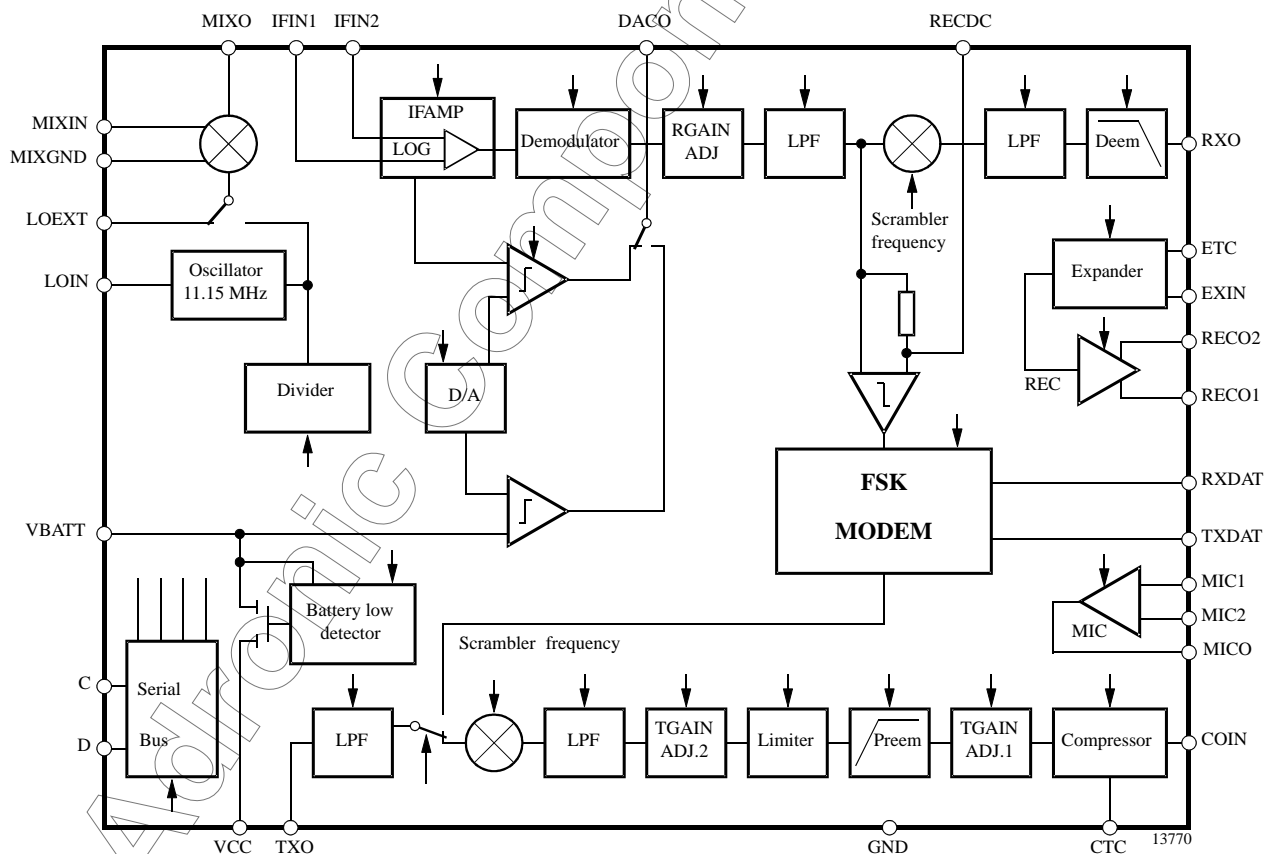 MIXO IFIN1 IFIN2 DACO RECDC
MIXIN
MIXGND
LOEXT
LOIN
VBATT
C
D
IFAMP
LOG
Demodulator
RGAIN
ADJ
LPF
Scrambler
frequency
LPF
Deem
RXO
Oscillator
11.15 MHz
Divider
D/A
Expander
ETC
EXIN
REC
RECO2
RECO1
FSK
MODEM
RXDAT
TXDAT
MIC
MIC1
MIC2
MICO
Battery low
detector
Serial
Bus
Scrambler frequency
LPF
LPF
TGAIN
ADJ.2
Limiter
Preem
TGAIN
ADJ.1
Compressor
COIN
VCC TXO GND CTC
13770
Adronic Component